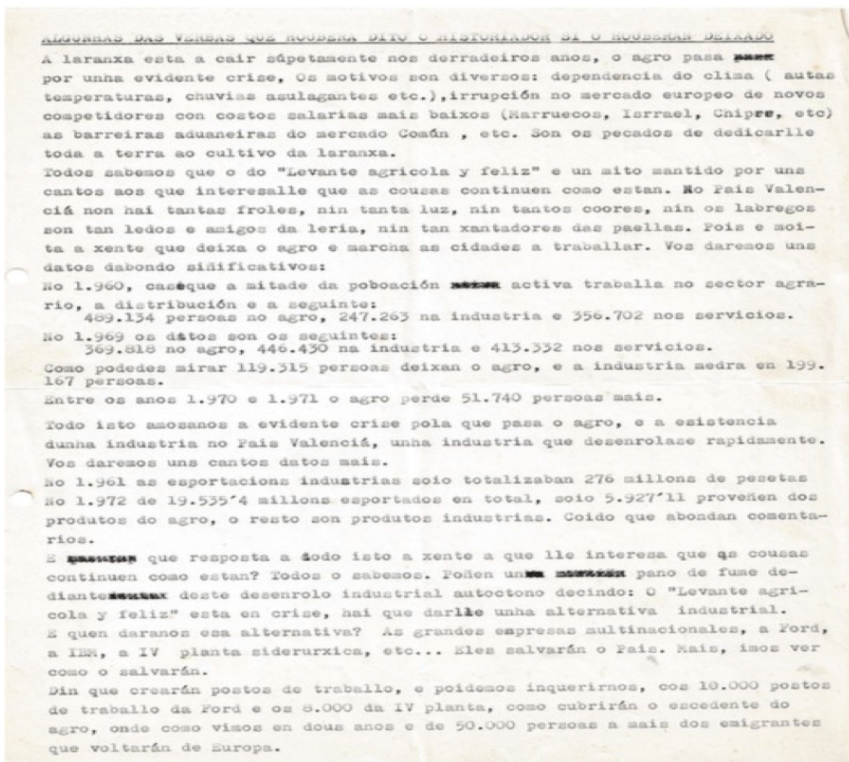 ALGUNHAS DAS VERBAS QUE HOUBERA DITO O HISTORIADOR SI O HOUBERAN DEIXADO
A laranxa esta a cair súpetamente nos derradeiros anos, o agro pasa
por unha evidente crise, Os motivos son diversos: dependencia do clima ( autas
temperaturas, chuvias asulagantes etc.),irrupción no mercado europeo de novos
competidores con costos salarias mais baixos (Marruecos, Isrrael, Chipre, etc)
as barreiras aduaneiras do mercado Común , etc. Son os pecados de dedicarlle
toda a terra ao cultivo da laranxa.
Todos sabemos que o do "Levante agricola y feliz" e un mito mantido por uns
cantos aos que interesalle que as cousas continuen como estan. No Pais Valen-
ciá non hai tantas froles, nin tanta luz, nin tantos coores, nin os labregos
son tan ledos e amigos da leria, nin tan xantadores das paellas. Pois e moi-
ta a xente que deixa o agro e marcha as cidades a traballar. Vos daremos uns
datos dabondo siñificativos:
No 1.960, caseque a mitade da poboación activa traballa no sector agra-
rio, a distribución e a seguinte:
489.134 persoas no agro, 247.263 na industria e 356.702 nos servicios.
No 1.969 os datos son os seguintes:
369.818 no agro, 446.430 na industria e 413.332 nos servicios.
Como podedes mirar 119.315 persoas deixan o agro, e a industria medra en 199.
167 persoas.
Entre os anos 1.970 e 1.971 o agro perde 51.740 persoas mais.
Todo isto amosanos a evidente crise pola que pasa o agro, e a esistencia
dunha industria no Pais Valenciá, unha industria que desenrolase rapidamente.
Vos daremos uns cantos datos mais.
No 1.961 as esportacions industrias soio totalizaban 276 millons de pesetas
No 1.972 de 19.535'4 millons esportados en total, soio 5.927'11 proveñen dos
produtos do agro, o resto son produtos industrias. Coido que abondan comenta-
rios.
E que resposta a todo isto a xente a que lle interesa que as cousas
continuen como estan? Todos o sabemos. Poñen un pano de fume de-
diante deste desenrolo industrial autoctono decindo: O "Levante agri-
cola y feliz" esta en crise, hai que darlle unha alternativa industrial.
E quen daranos esa alternativa? As grandes empresas multinacionales, a Ford,
a IBM, a IV planta siderurxica, etc... Eles salvarán o Pais. Mais, imos ver
como o salvarán.
Din que crearán postos de traballo, e poidemos inquerirnos, cos 10.000 postos
de traballo da Ford e os 8.000 da IV planta, como cubrirán o escedente do
agro, onde como vimos en dous anos e de 50.000 persoas a mais dos emigrantes
que voltarán de Europa.